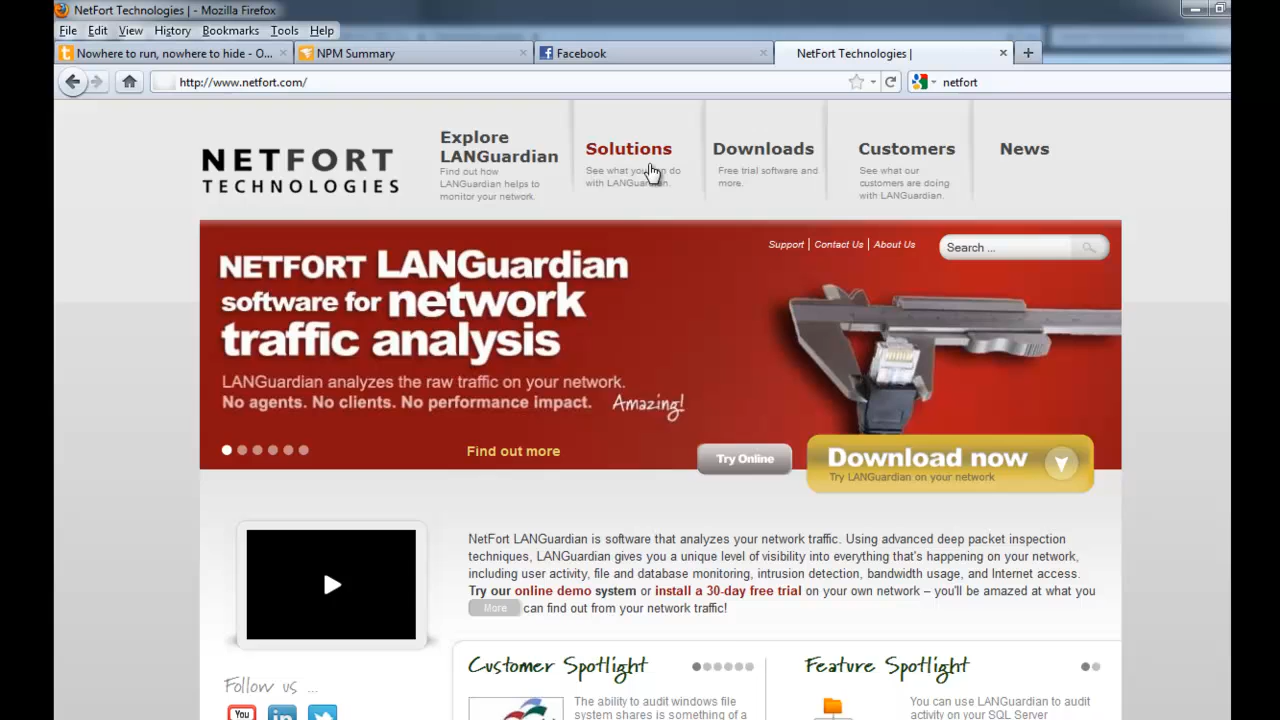 NetFort Technologies | - Mozilla Firefox
File Edit View History Bookmarks Tools Help
Nowhere to run, nowhere to hide - O...
NPM Summary
Facebook
NetFort Technologies |
http://www.netfort.com/
netfort
NETFORT
TECHNOLOGIES
Explore
LANGuardian
Find out how
LANGuardian helps to
monitor your network.
Solutions
See what you do
with LANGuardian.
Downloads
Free trial software and
more.
Customers
See what our
customers are doing
with LANGuardian.
News
Support | Contact Us | About Us
Search ...
NETFORT LANGuardian
software for network
traffic analysis
LANGuardian analyzes the raw traffic on your network.
No agents. No clients. No performance impact. Amazing!
Find out more
Try Online
Download now
Try LANGuardian on your network
NetFort LANGuardian is software that analyzes your network traffic. Using advanced deep packet inspection
techniques, LANGuardian gives you a unique level of visibility into everything that's happening on your network,
including user activity, file and database monitoring, intrusion detection, bandwidth usage, and Internet access.
Try our online demo system or install a 30-day free trial on your own network – you'll be amazed at what you
More can find out from your network traffic!
Follow us ...
You
in
Customer Spotlight
The ability to audit windows file
system shares is something of a
Feature Spotlight
You can use LANGuardian to audit
activity on your SQL Server